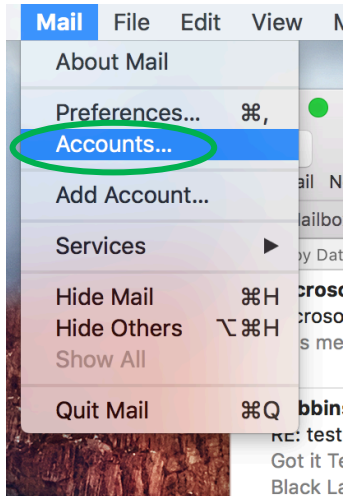 Mail File Edit View
About Mail
Preferences... ⌘,
Accounts...
Add Account...
Services ▶
Hide Mail ⌘H
Hide Others ⌥⌘H
Show All
Quit Mail ⌘Q
RE: test
Got it
Black